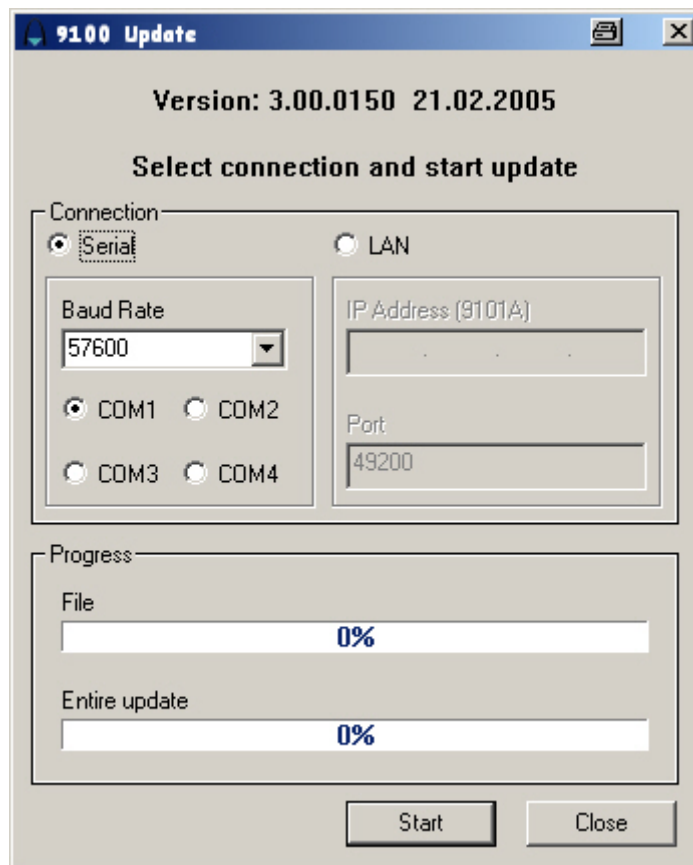 9100 Update
Version: 3.00.0150 21.02.2005
Select connection and start update
Connection
Serial
LAN
Baud Rate
57600
COM1 COM2
COM3 COM4
IP Address (9101A)
. . .
Port
49200
Progress
File
0%
Entire update
0%
Start
Close